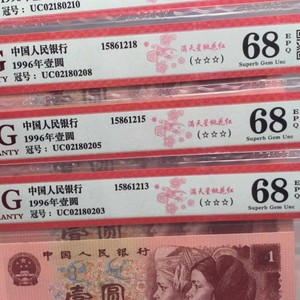 冠号：UC02180210
G
ANTY
中国人民银行
1996年壹圆
冠号：UC02180208
15861218
满天星桃花红
(☆☆☆)
68 EPQ
Superb Gem Unc
G
ANTY
中国人民银行
1996年壹圆
冠号：UC02180205
15861215
满天星桃花红
(☆☆☆)
68 EPQ
Superb Gem Unc
G
RANTY
中国人民银行
1996年壹圆
冠号：UC02180203
15861213
满天星桃花红
(☆☆☆)
68 EPQ
Superb Gem Unc
中国人民银行
壹圆
1